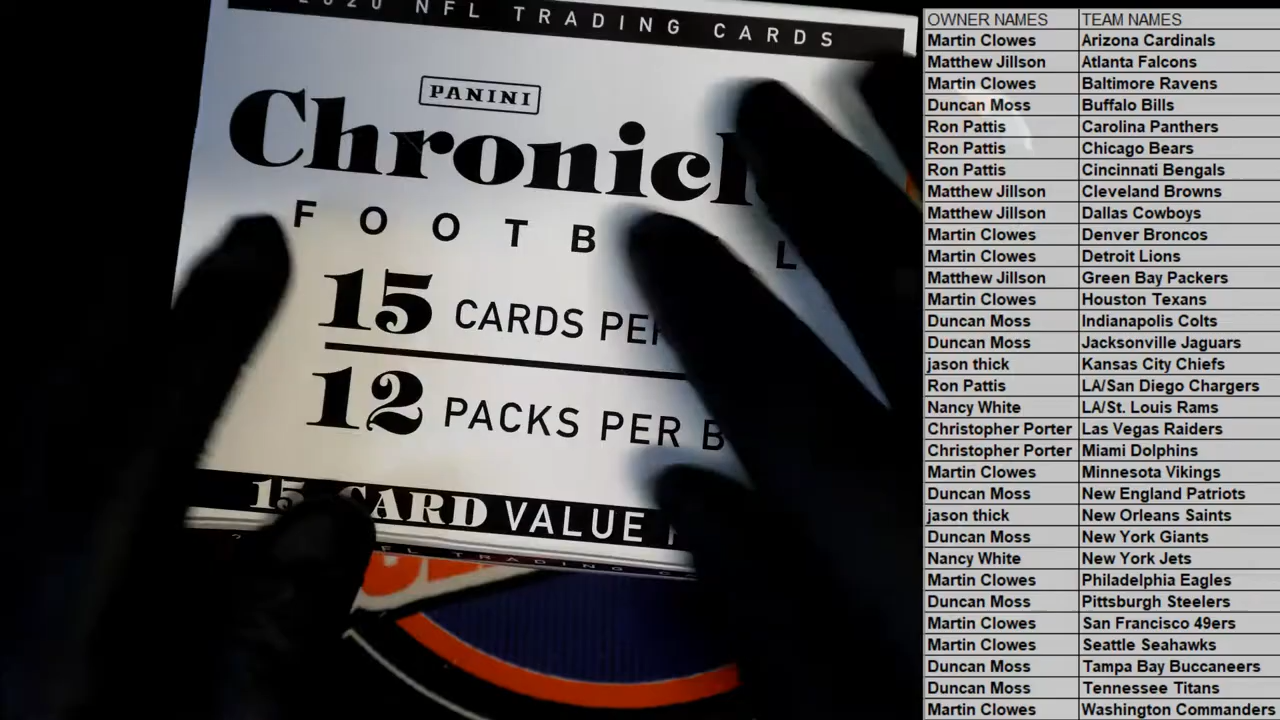 2020 NFL TRADING CARDS
PANINI
Chronicl
FOOTB L
15 CARDS PER
12 PACKS PER B
15 CARD VALUE
FL TRADING C
OWNER NAMES TEAM NAMES
Martin Clowes Arizona Cardinals
Matthew Jillson Atlanta Falcons
Martin Clowes Baltimore Ravens
Duncan Moss Buffalo Bills
Ron Pattis Carolina Panthers
Ron Pattis Chicago Bears
Ron Pattis Cincinnati Bengals
Matthew Jillson Cleveland Browns
Matthew Jillson Dallas Cowboys
Martin Clowes Denver Broncos
Martin Clowes Detroit Lions
Matthew Jillson Green Bay Packers
Martin Clowes Houston Texans
Duncan Moss Indianapolis Colts
Duncan Moss Jacksonville Jaguars
jason thick Kansas City Chiefs
Ron Pattis LA/San Diego Chargers
Nancy White LA/St. Louis Rams
Christopher Porter Las Vegas Raiders
Christopher Porter Miami Dolphins
Martin Clowes Minnesota Vikings
Duncan Moss New England Patriots
jason thick New Orleans Saints
Duncan Moss New York Giants
Nancy White New York Jets
Martin Clowes Philadelphia Eagles
Duncan Moss Pittsburgh Steelers
Martin Clowes San Francisco 49ers
Martin Clowes Seattle Seahawks
Duncan Moss Tampa Bay Buccaneers
Duncan Moss Tennessee Titans
Martin Clowes Washington Commanders